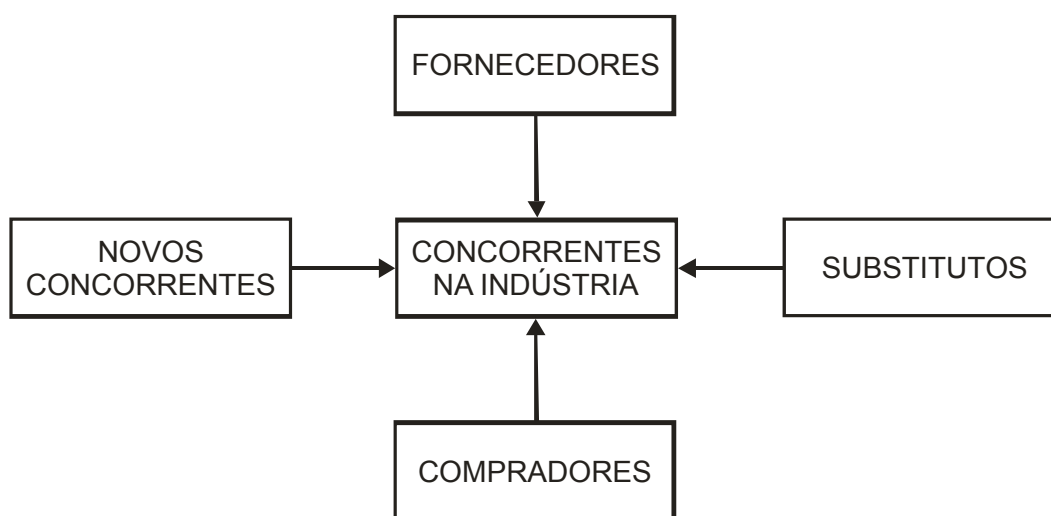 FORNECEDORES
NOVOS
CONCORRENTES
CONCORRENTES
NA INDÚSTRIA
SUBSTITUTOS
COMPRADORES